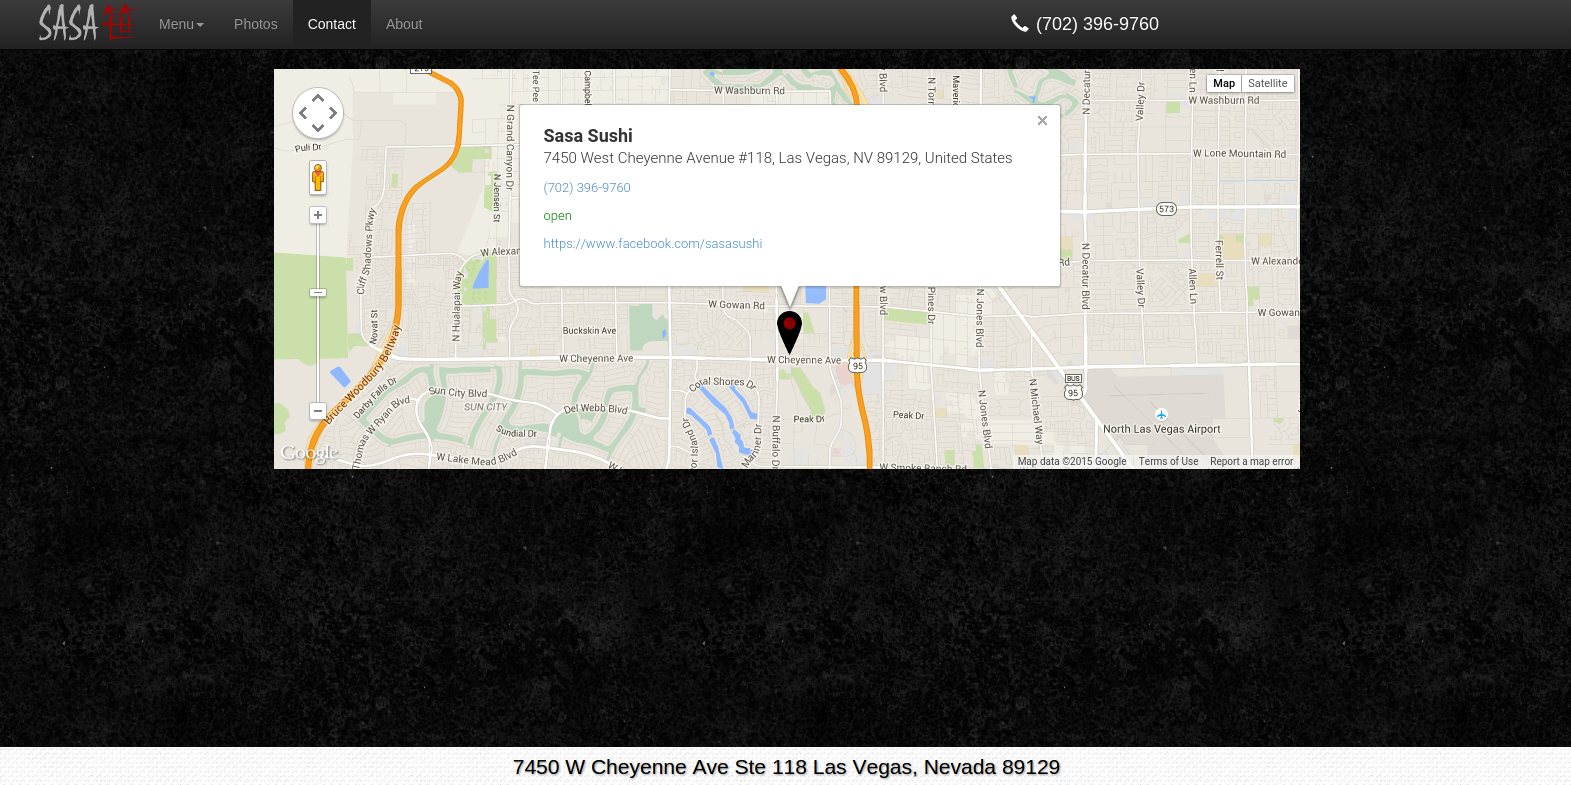 SASA
Menu
Photos
Contact
About
(702) 396-9760
Map
Satellite
Sasa Sushi
7450 West Cheyenne Avenue #118, Las Vegas, NV 89129, United States
(702) 396-9760
open
https://www.facebook.com/sasasushi
W Washburn Rd
W Washburn Rd
Puli Dr
N Grand Canyon Dr
N Jensen St
Cliff Shadows Pkwy
W Lone Mountain Rd
573
N Decatur Blvd
Valley Dr
Valley Dr
Allen Ln
Ferrell St
W Gowan Rd
N Hualapai Way
Novat St
Buckskin Ave
W Cheyenne Ave
W Cheyenne Ave
95
BUS
95
Bruce Woodbury Beltway
Darby Falls Dr
Thomas W Ryan Blvd
Sun City Blvd
SUN CITY
Del Webb Blvd
Sundial Dr
W Lake Mead Blvd
Coral Shores Dr
Island Dr
Mariner Dr
N Buffalo Dr
Peak Dr
Peak Dr
N Jones Blvd
N Jones Blvd
N Michael Way
North Las Vegas Airport
Google
Map data ©2015 Google
Terms of Use
Report a map error
7450 W Cheyenne Ave Ste 118 Las Vegas, Nevada 89129